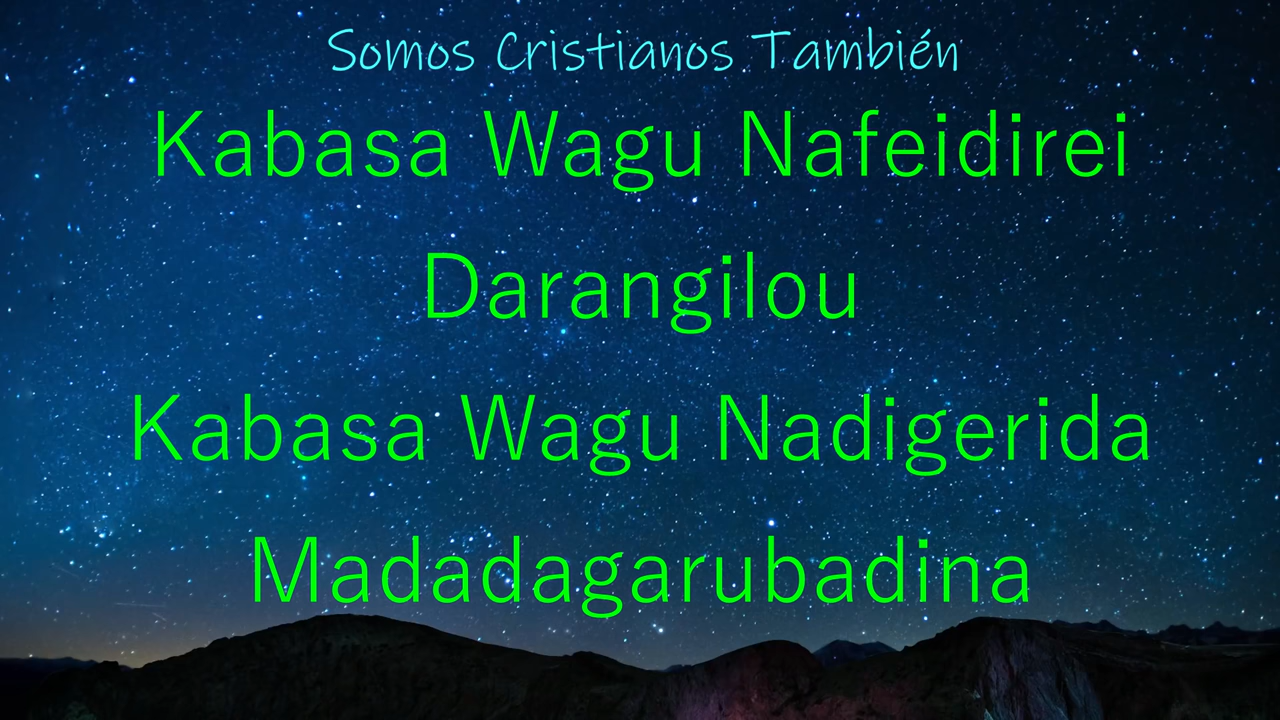 Somos Cristianos También
Kabasa Wagu Nafeidirei
Darangilou
Kabasa Wagu Nadigerida
Madadagarubadina